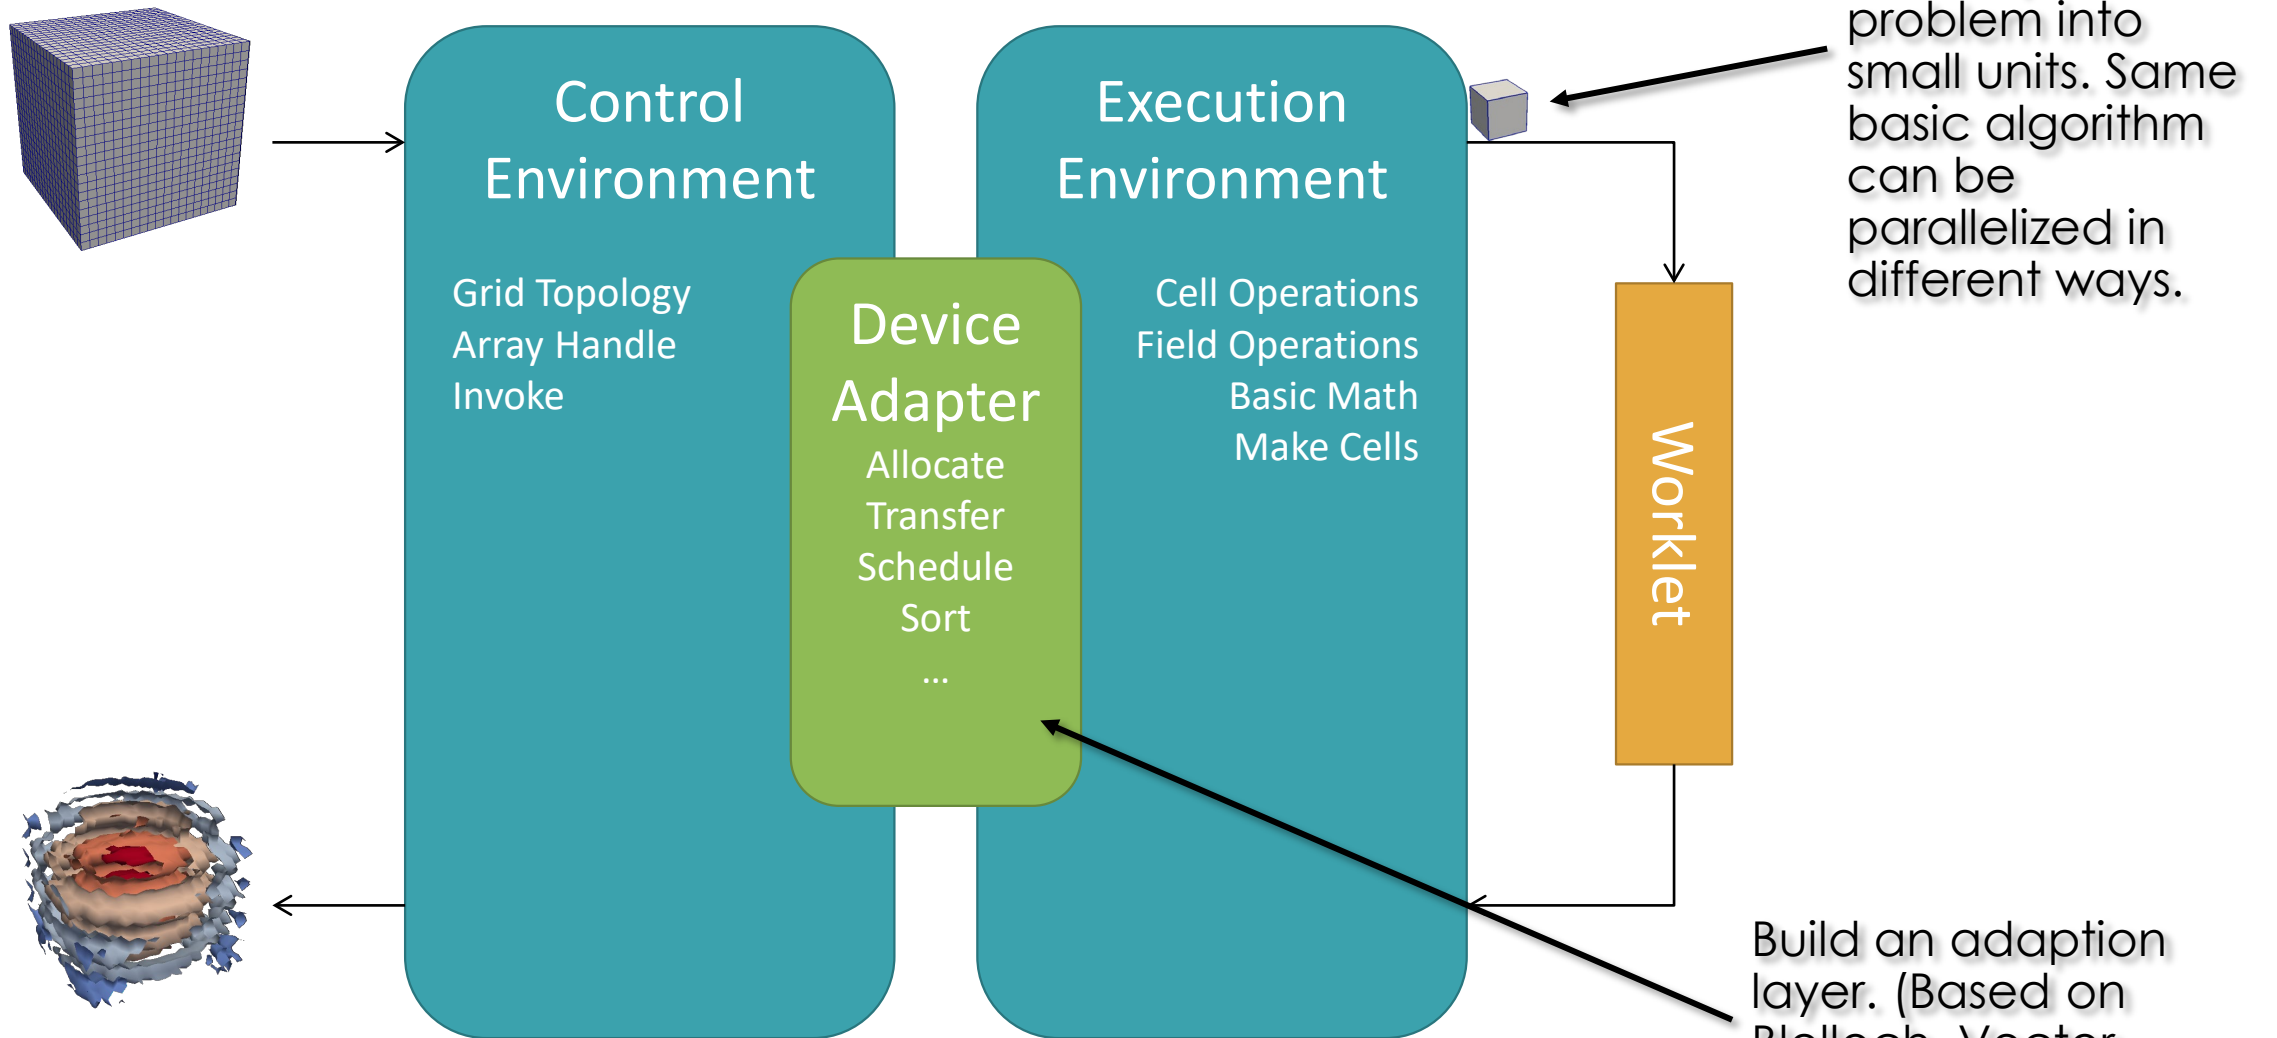 Control
Environment
Grid Topology
Array Handle
Invoke
Device
Adapter
Allocate
Transfer
Schedule
Sort
...
Execution
Environment
Cell Operations
Field Operations
Basic Math
Make Cells
Worklet
problem into
small units. Same
basic algorithm
can be
parallelized in
different ways.
Build an adaption
layer. (Based on